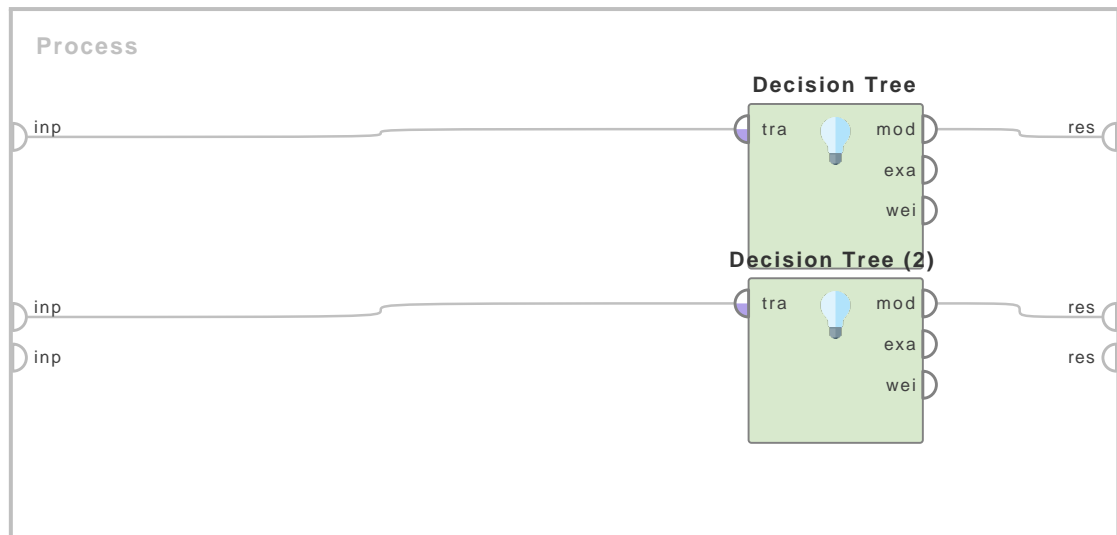 Process
Decision Tree
inp
tra
mod
res
exa
wei
Decision Tree (2)
inp
tra
mod
res
inp
exa
res
wei